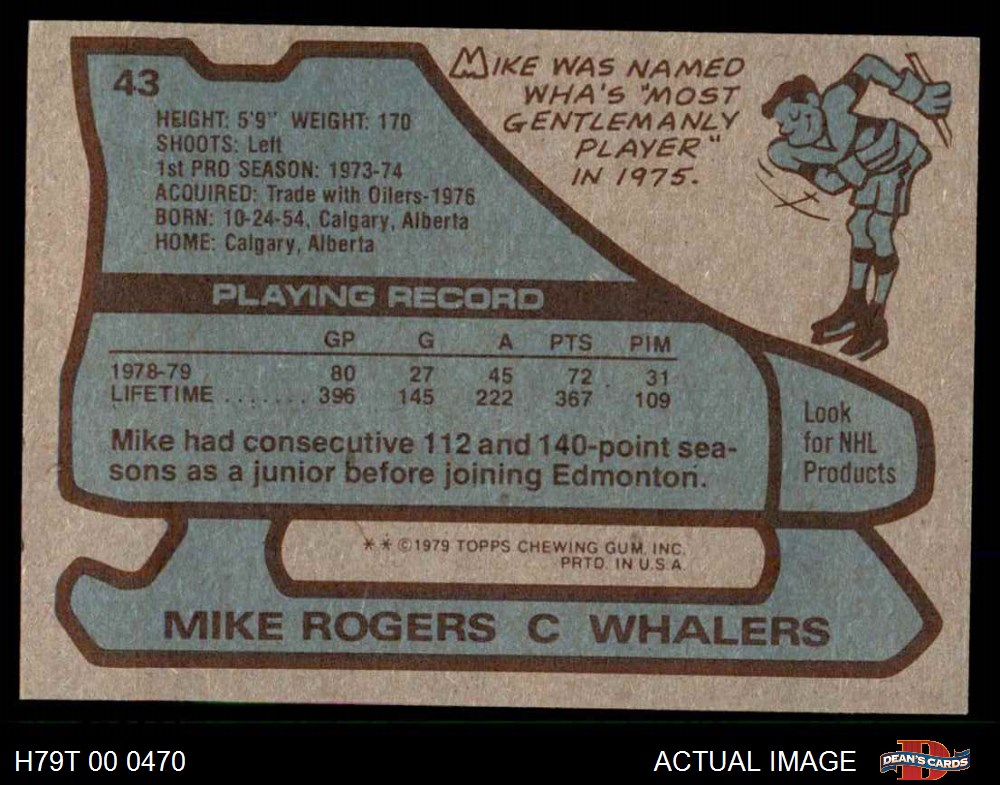 43
HEIGHT: 5'9" WEIGHT: 170
SHOOTS: Left
1st PRO SEASON: 1973-74
ACQUIRED: Trade with Oilers-1976
BORN: 10-24-54, Calgary, Alberta
HOME: Calgary, Alberta
MIKE WAS NAMED
WHA'S "MOST
GENTLEMANLY
PLAYER"
IN 1975.
PLAYING RECORD
GP G A PTS PIM
1978-79 80 27 45 72 31
LIFETIME ....... 396 145 222 367 109
Mike had consecutive 112 and 140-point sea-
sons as a junior before joining Edmonton.
Look
for NHL
Products
** ©1979 TOPPS CHEWING GUM, INC.
PRTD. IN U.S.A.
MIKE ROGERS C WHALERS
H79T 00 0470
ACTUAL IMAGE
D
DEAN'S CARDS